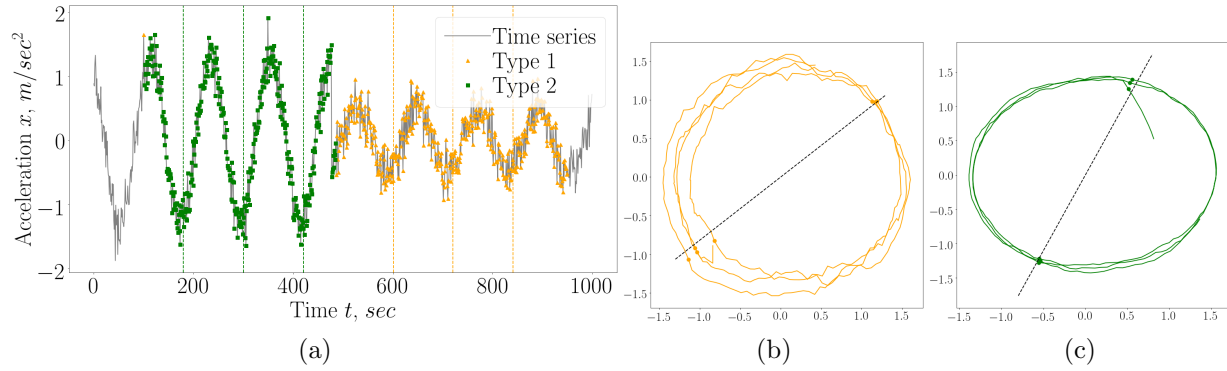 Acceleration x, m/sec²
2
1
0
−1
−2
Time series
Type 1
Type 2
0 200 400 600 800 1000
Time t, sec
(a)
1.5
1.0
0.5
0.0
−0.5
−1.0
−1.5
−1.5 −1.0 −0.5 0.0 0.5 1.0 1.5
(b)
1.5
1.0
0.5
0.0
−0.5
−1.0
−1.5
−1.5 −1.0 −0.5 0.0 0.5 1.0 1.5
(c)